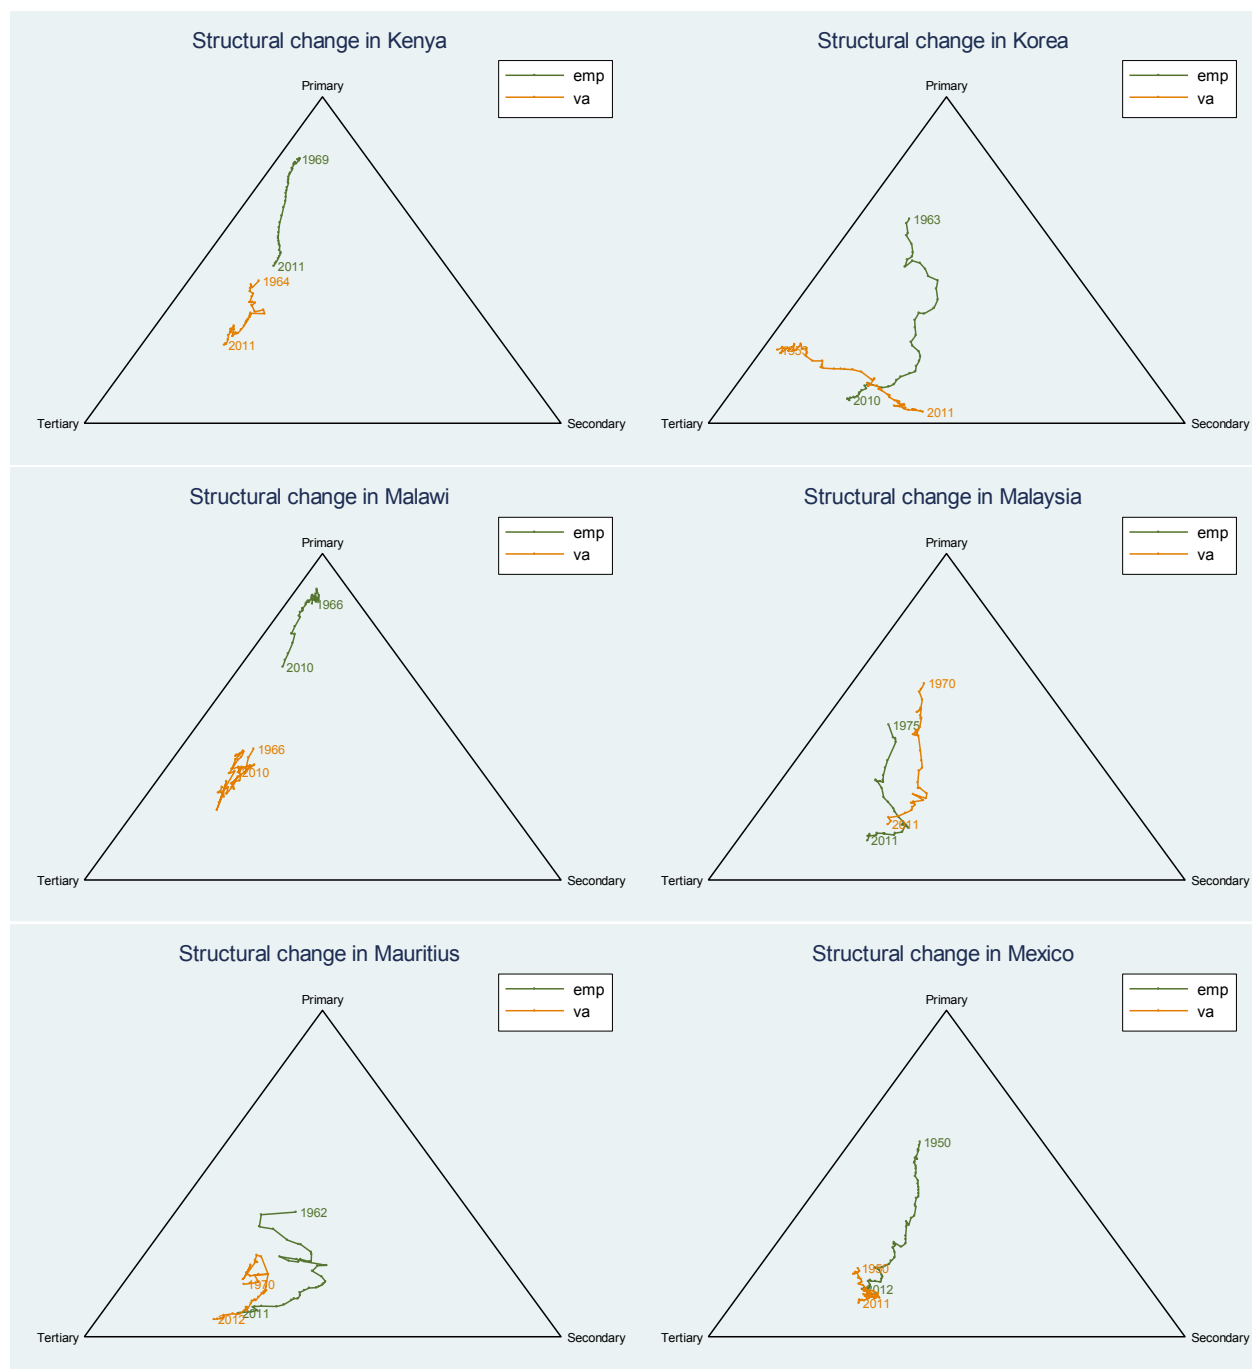 Structural change in Kenya
emp
va
Primary
1969
2011
1964
2011
Tertiary
Secondary
Structural change in Korea
emp
va
Primary
1963
1953
2010
2011
Tertiary
Secondary
Structural change in Malawi
emp
va
Primary
1966
2010
1966
2010
Tertiary
Secondary
Structural change in Malaysia
emp
va
Primary
1970
1975
2011
2011
Tertiary
Secondary
Structural change in Mauritius
emp
va
Primary
1962
1970
2011
2012
Tertiary
Secondary
Structural change in Mexico
emp
va
Primary
1950
1950
2012
2011
Tertiary
Secondary